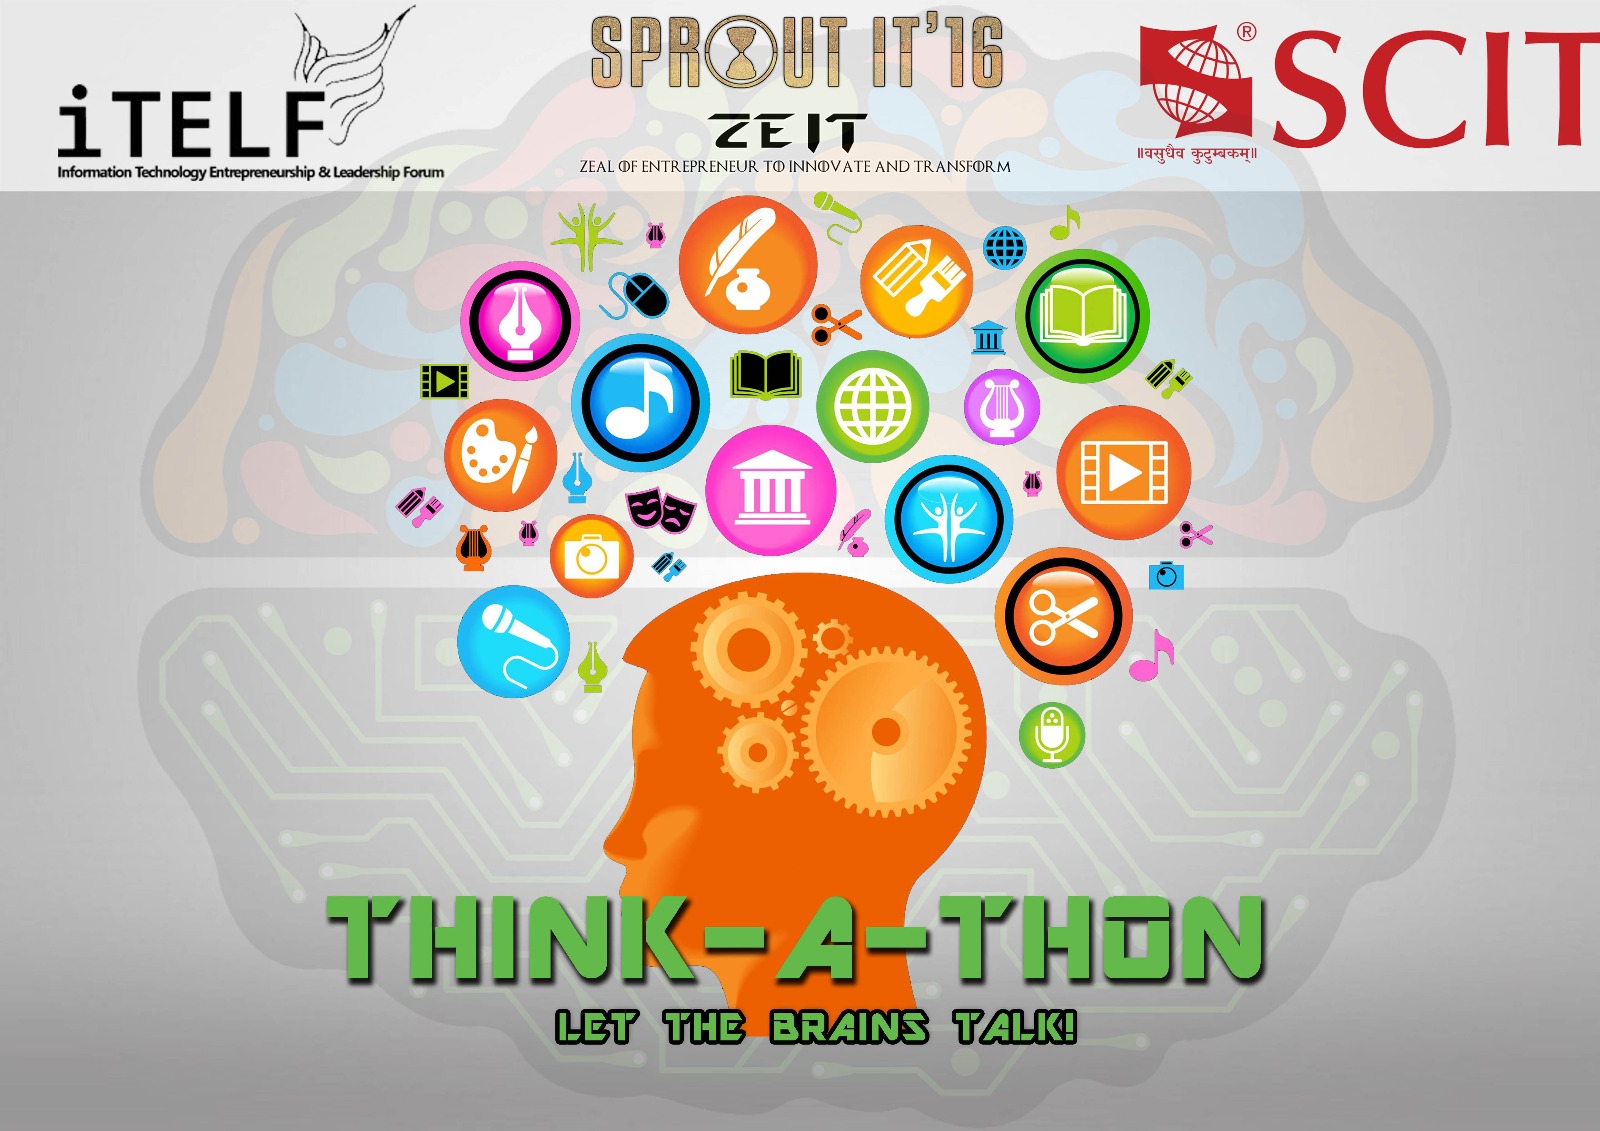 iTELF
Information Technology Entrepreneurship & Leadership Forum
SPROUT IT'16
ZEIT
ZEAL OF ENTREPRENEUR TO INNOVATE AND TRANSFORM
® SCIT
॥वसुधैव कुटुम्बकम्॥
THINK-A-THON
LET THE BRAINS TALK!